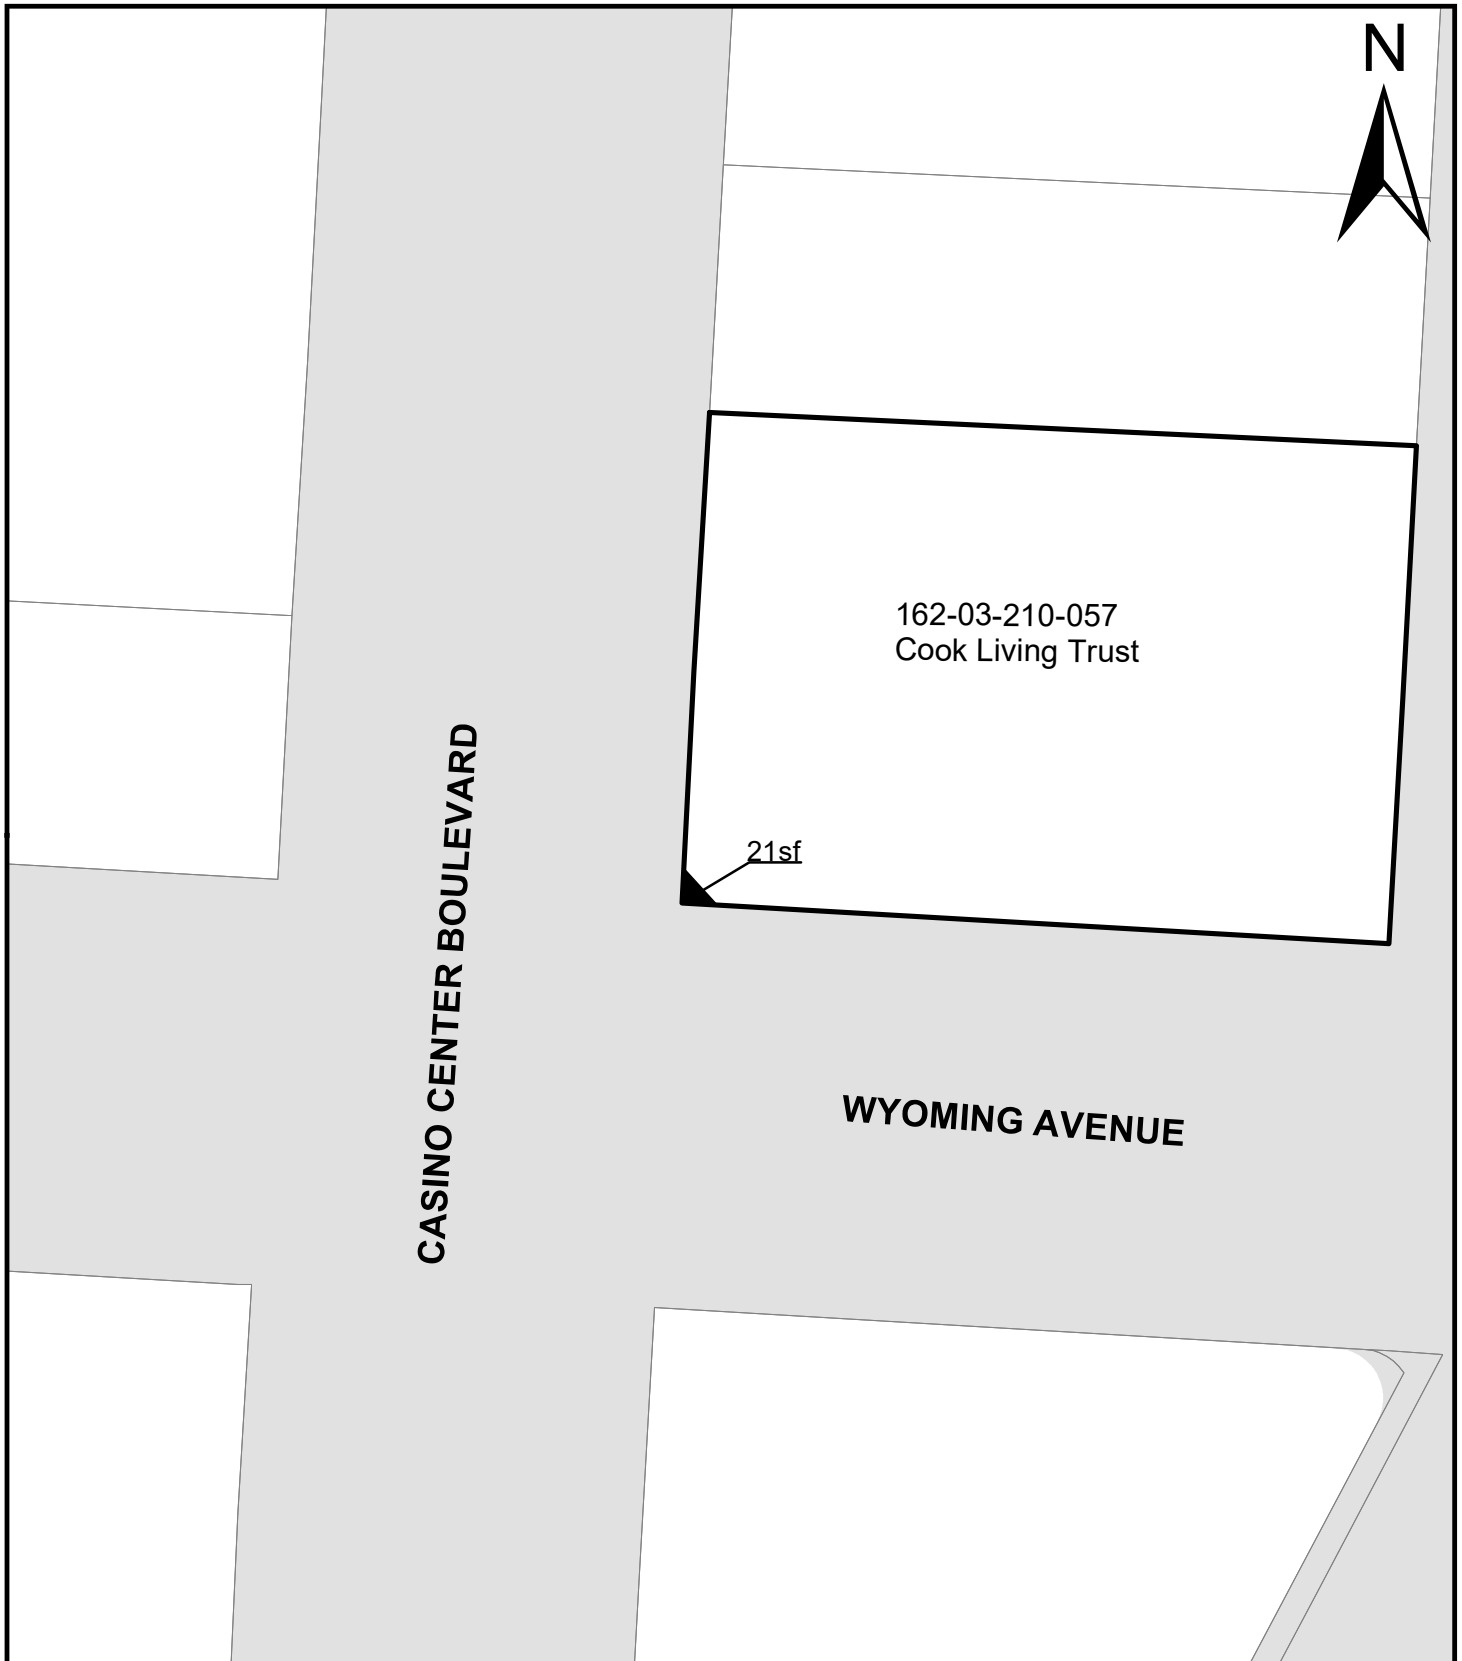 N
162-03-210-057
Cook Living Trust
21sf
CASINO CENTER BOULEVARD
WYOMING AVENUE